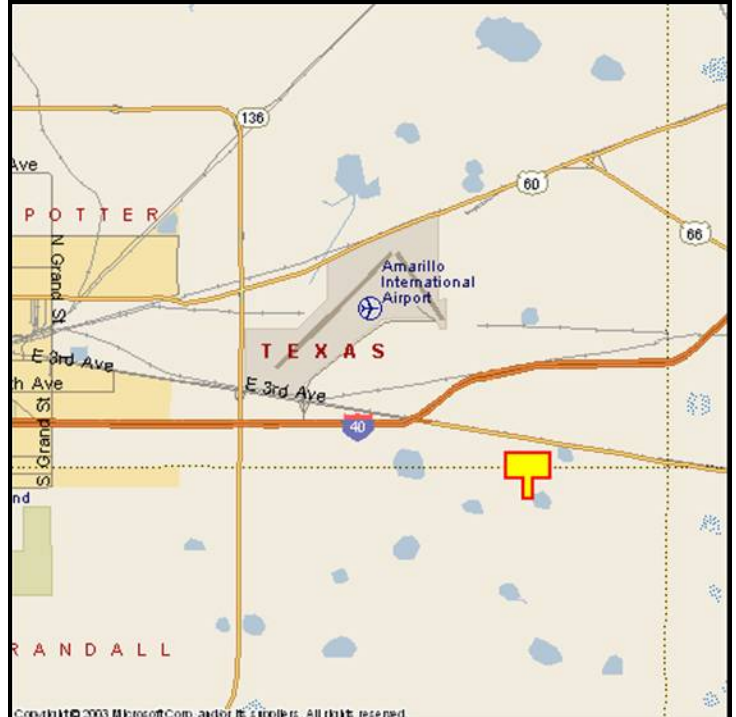 136
Ave
60
POTTER
66
N Grand St
Amarillo
International
Airport
TEXAS
E 3rd Ave
E 3rd Ave
th Ave
S Grand St
40
nd
RANDALL
Copyright © 2003 Microsoft Corp. and/or its suppliers. All rights reserved.